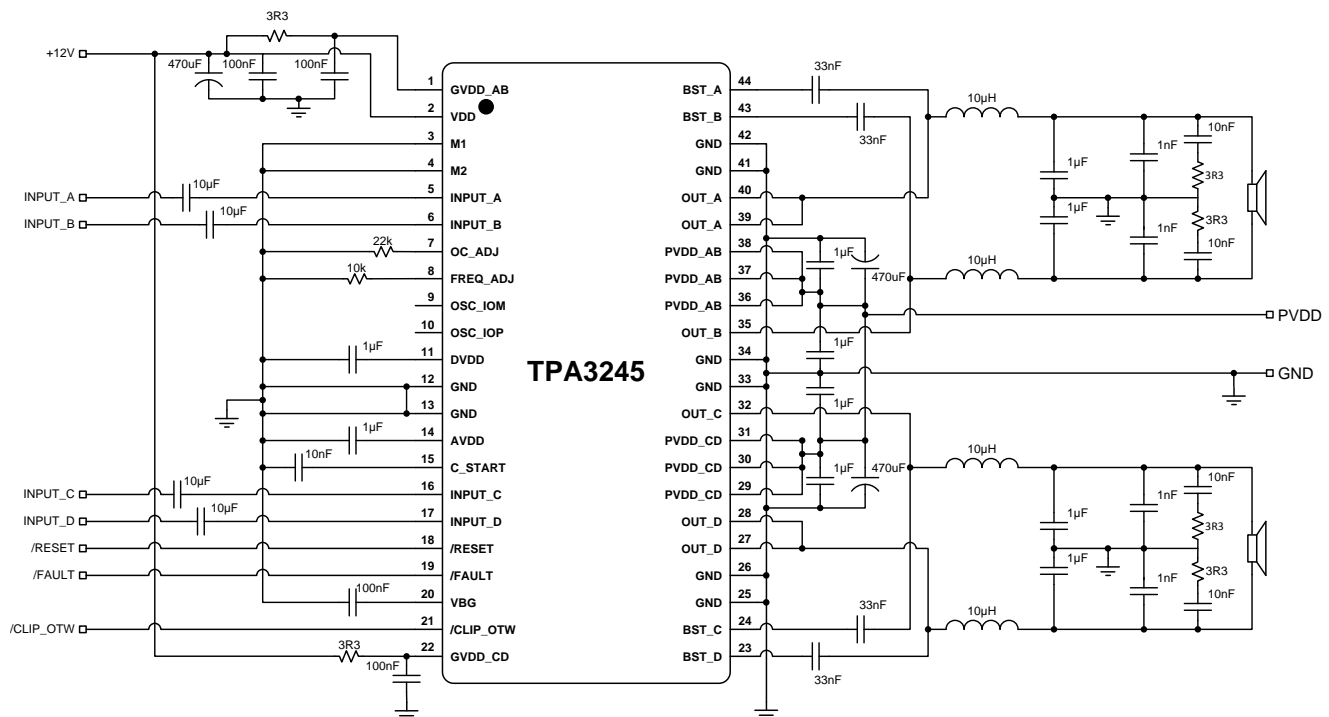 3R3
+12V
470uF
100nF
100nF
33nF
33nF
1
GVDD_AB
2
VDD
3
M1
4
M2
5
INPUT_A
6
INPUT_B
7
OC_ADJ
8
FREQ_ADJ
9
OSC_IOM
10
OSC_IOP
11
DVDD
12
GND
13
GND
14
AVDD
15
C_START
16
INPUT_C
17
INPUT_D
18
/RESET
19
/FAULT
20
VBG
21
/CLIP_OTW
22
GVDD_CD
TPA3245
44
BST_A
43
BST_B
42
GND
41
GND
40
OUT_A
39
OUT_A
38
PVDD_AB
37
PVDD_AB
36
PVDD_AB
35
OUT_B
34
GND
33
GND
32
OUT_C
31
PVDD_CD
30
PVDD_CD
29
PVDD_CD
28
OUT_D
27
OUT_D
26
GND
25
GND
24
BST_C
23
BST_D
INPUT_A
10µF
INPUT_B
10µF
22k
10k
1µF
1µF
10nF
INPUT_C
10µF
INPUT_D
10µF
/RESET
/FAULT
100nF
/CLIP_OTW
3R3
100nF
10µH
1µF
1µF
1nF
1nF
10nF
3R3
3R3
10nF
10µH
1µF
470uF
1µF
1µF
1µF
470uF
PVDD
GND
10µH
1µF
1µF
1nF
1nF
10nF
3R3
3R3
10nF
10µH
33nF
33nF